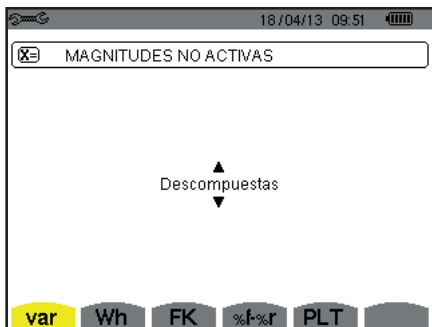 18/04/13 09:51
X= MAGNITUDES NO ACTIVAS
Descompuestas
var Wh FK %f-%r PLT